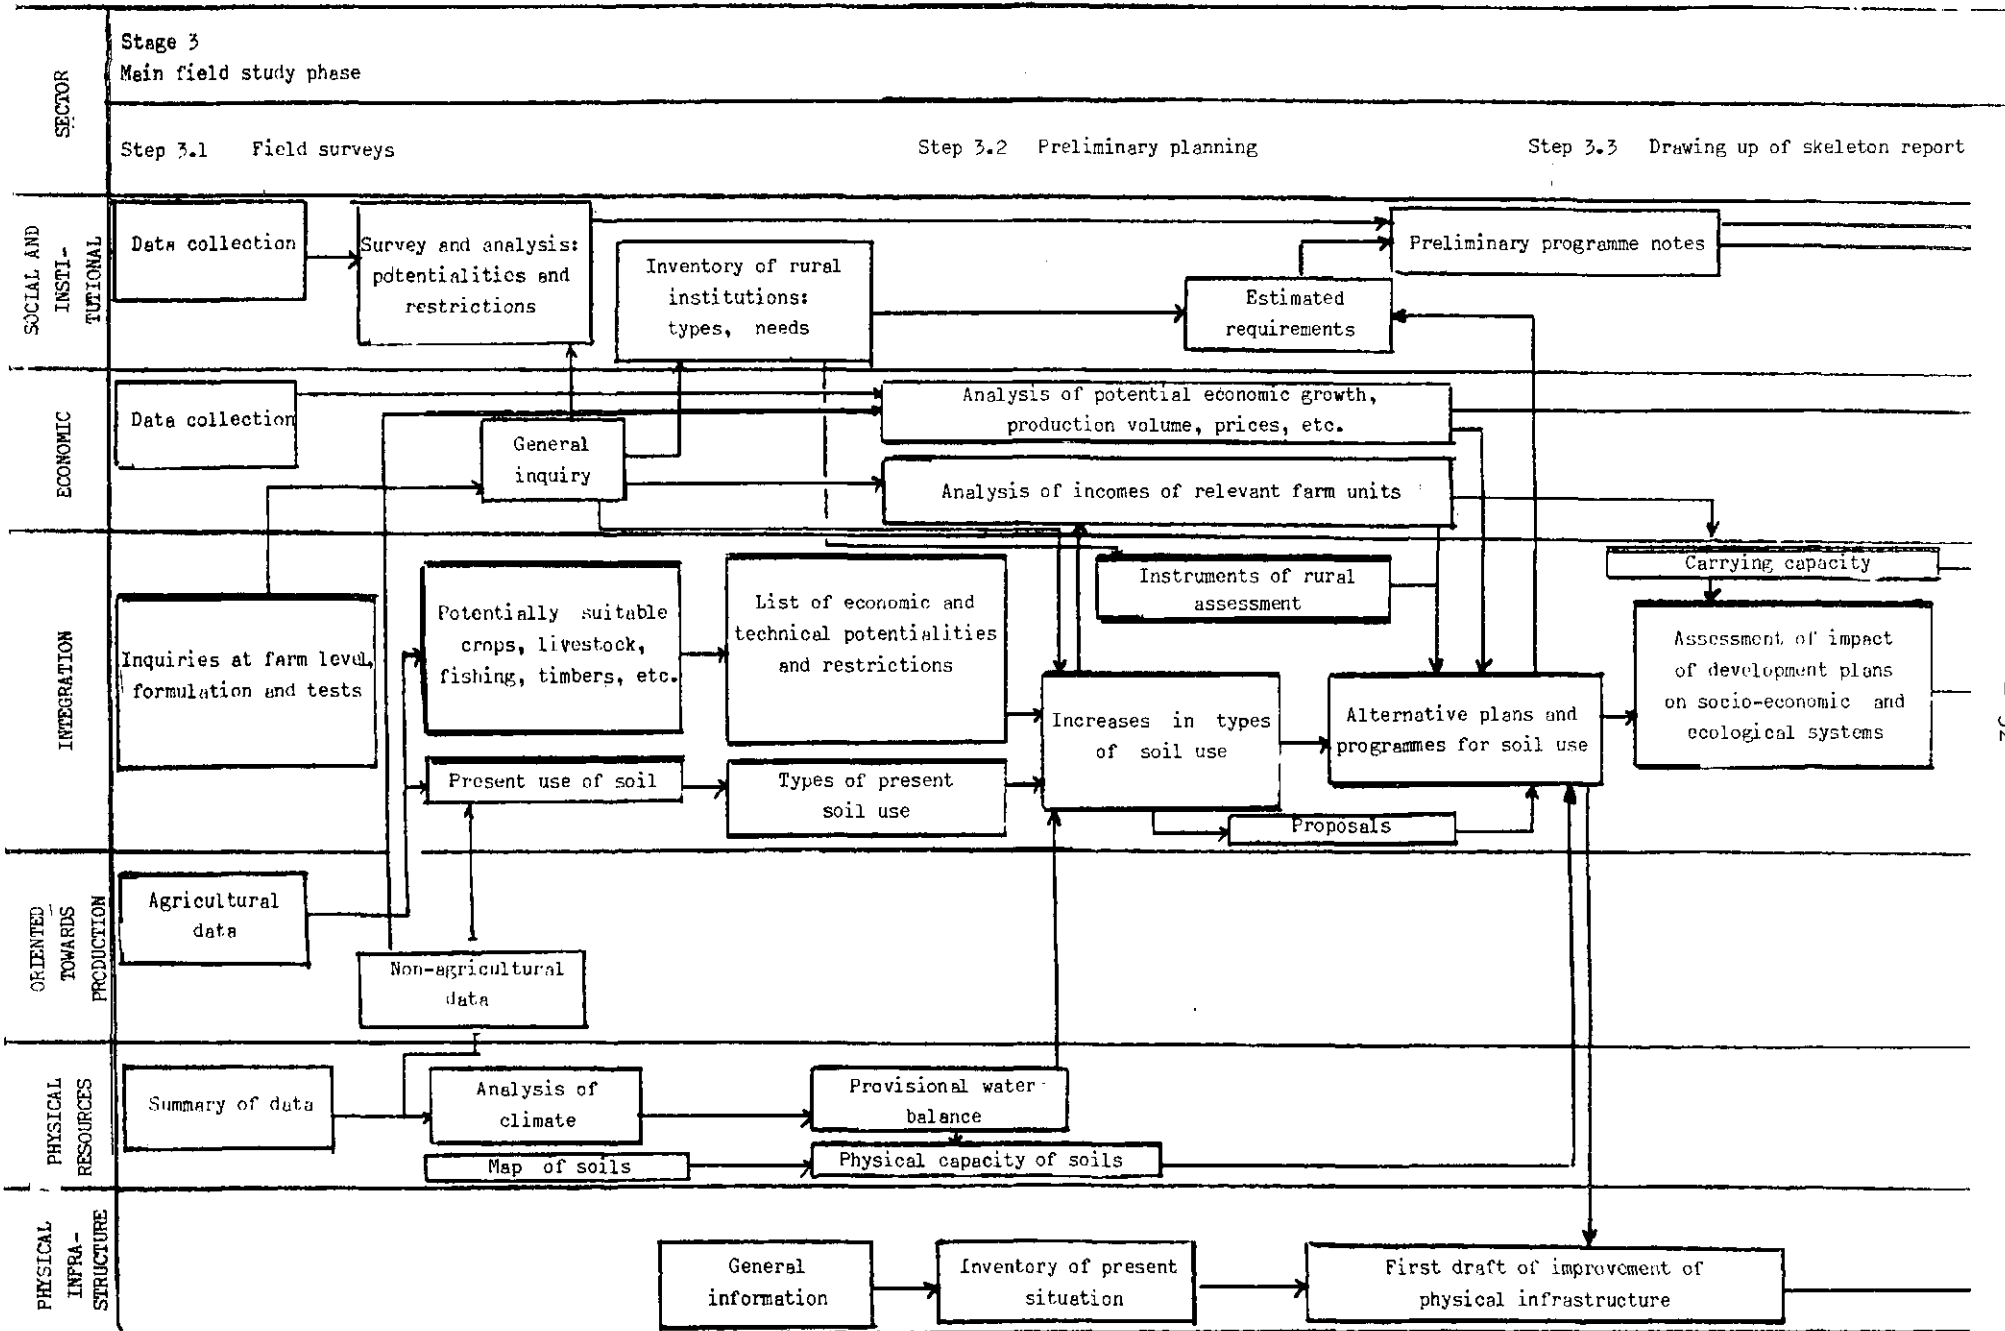 SECTOR
Stage 3
Main field study phase
Step 3.1 Field surveys
Step 3.2 Preliminary planning
Step 3.3 Drawing up of skeleton report
SOCIAL AND
INSTI-
TUTIONAL
Data collection
Survey and analysis:
potentialities and
restrictions
Inventory of rural
institutions:
types, needs
Estimated
requirements
Preliminary programme notes
ECONOMIC
Data collection
General
inquiry
Analysis of potential economic growth,
production volume, prices, etc.
Analysis of incomes of relevant farm units
INTEGRATION
Inquiries at farm level,
formulation and tests
Potentially suitable
crops, livestock,
fishing, timbers, etc.
Present use of soil
List of economic and
technical potentialities
and restrictions
Types of present
soil use
Increases in types
of soil use
Instruments of rural
assessment
Proposals
Alternative plans and
programmes for soil use
Carrying capacity
Assessment of impact
of development plans
on socio-economic and
ecological systems
ORIENTED
TOWARDS
PRODUCTION
Agricultural
data
Non-agricultural
data
PHYSICAL
RESOURCES
Summary of data
Analysis of
climate
Map of soils
Provisional water
balance
Physical capacity of soils
PHYSICAL
INFRA-
STRUCTURE
General
information
Inventory of present
situation
First draft of improvement of
physical infrastructure